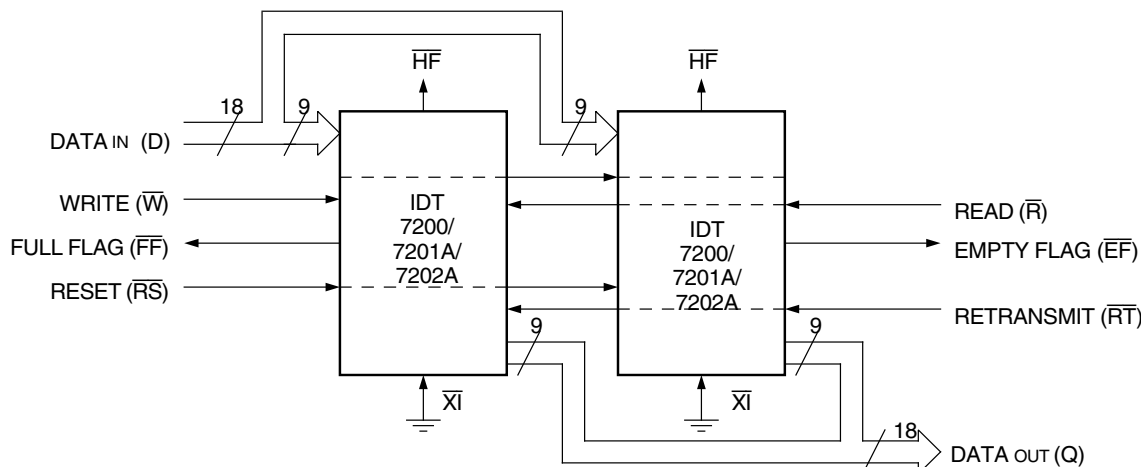 HF
HF
18
9
9
DATA IN (D)
WRITE (W)
FULL FLAG (FF)
RESET (RS)
IDT
7200/
7201A/
7202A
IDT
7200/
7201A/
7202A
READ (R)
EMPTY FLAG (EF)
RETRANSMIT (RT)
9
9
XI
XI
18
DATA OUT (Q)